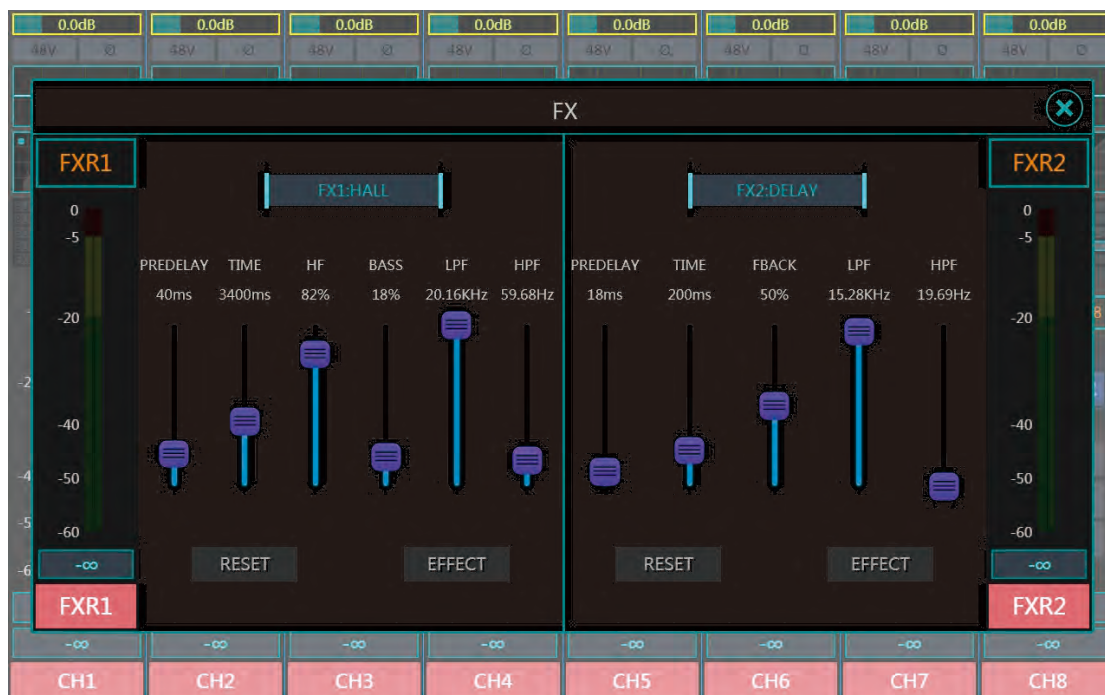 0.0dB 0.0dB 0.0dB 0.0dB 0.0dB 0.0dB 0.0dB 0.0dB
48V Ø 48V Ø 48V Ø 48V Ø 48V Ø 48V Ø 48V Ø 48V Ø
FX
FXR1 FX1:HALL FX2:DELAY FXR2
0 0
-5 -5
PREDELAY TIME HF BASS LPF HPF PREDELAY TIME FBACK LPF HPF
40ms 3400ms 82% 18% 20.16KHz 59.68Hz 18ms 200ms 50% 15.28KHz 19.69Hz
-20 -20
-40 -40
-50 -50
-60 -60
-∞ RESET EFFECT RESET EFFECT -∞
FXR1 FXR2
-∞ -∞ -∞ -∞ -∞ -∞ -∞ -∞
CH1 CH2 CH3 CH4 CH5 CH6 CH7 CH8